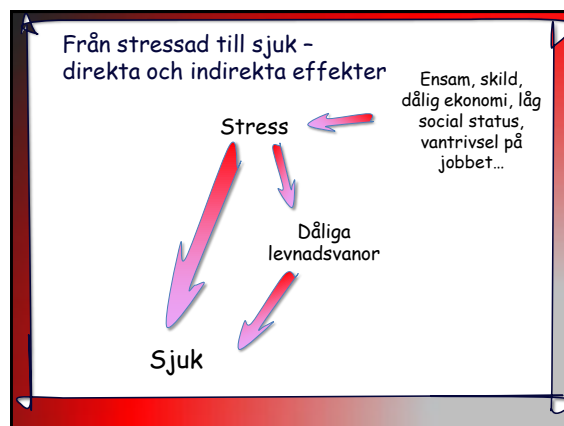 Från stressad till sjuk –
direkta och indirekta effekter
Ensam, skild,
dålig ekonomi, låg
social status,
vantrivsel på
jobbet...
Stress
Dåliga
levnadsvanor
Sjuk